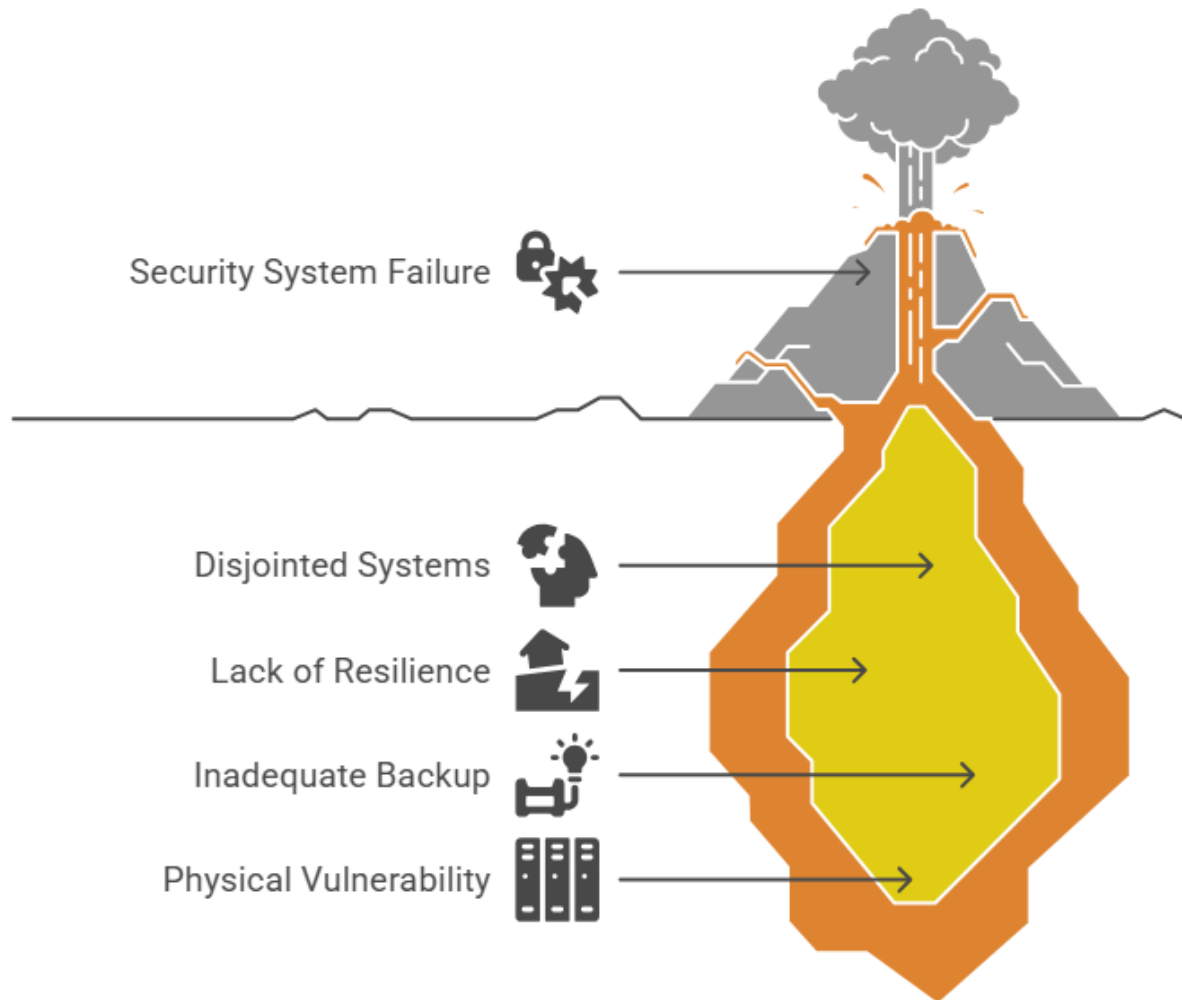 Security System Failure
Disjointed Systems
Lack of Resilience
Inadequate Backup
Physical Vulnerability